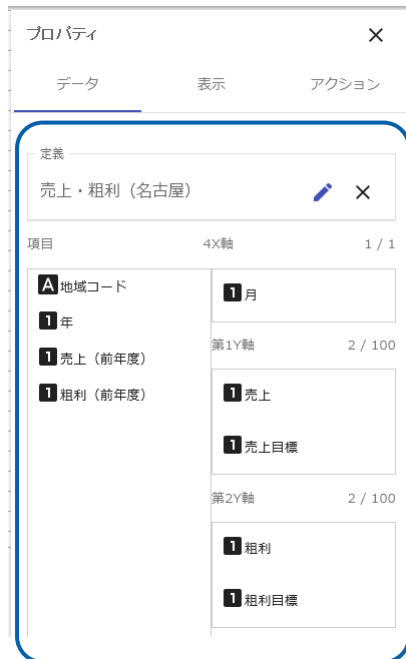 プロパティ ×
データ 表示 アクション
定義
売上・粗利（名古屋） ×
項目 4X軸 1 / 1
A 地域コード
1 年
1 売上（前年度）
1 粗利（前年度）
1 月
第1Y軸 2 / 100
1 売上
1 売上目標
第2Y軸 2 / 100
1 粗利
1 粗利目標